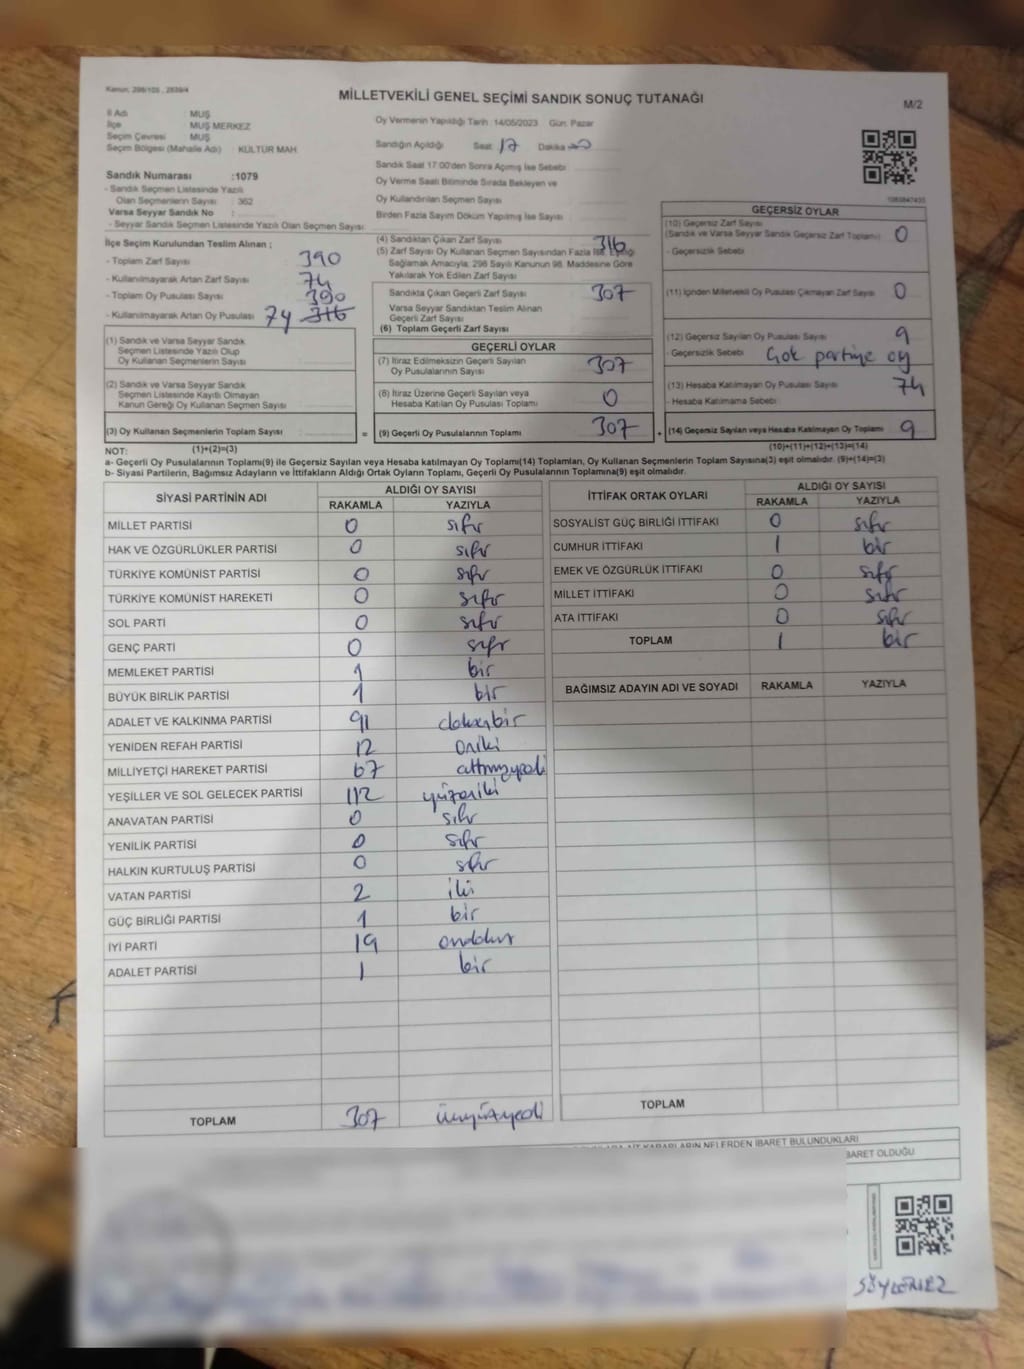 Kanun: 298/105 , 2839/4
MİLLETVEKİLİ GENEL SEÇİMİ SANDIK SONUÇ TUTANAĞI
M/2
İl Adı : MUŞ
İlçe : MUŞ MERKEZ
Seçim Çevresi : MUŞ
Seçim Bölgesi (Mahalle Adı) : KÜLTÜR MAH
Oy Vermenin Yapıldığı Tarih :14/05/2023 Gün: Pazar
Sandığın Açıldığı Saat: 17 Dakika
Sandık Saat 17:00'den Sonra Açılmış İse Sebebi
Oy Verme Saati Bitiminde Sırada Bekleyen ve
Oy Kullandırılan Seçmen Sayısı
Birden Fazla Sayım Döküm Yapılmış İse Sayısı :
Sandık Numarası :1079
- Sandık Seçmen Listesinde Yazılı
Olan Seçmenlerin Sayısı : 362
Varsa Seyyar Sandık No :
- Seyyar Sandık Seçmen Listesinde Yazılı Olan Seçmen Sayısı:
İlçe Seçim Kurulundan Teslim Alınan ;
- Toplam Zarf Sayısı : 390
- Kullanılmayarak Artan Zarf Sayısı : 74
- Toplam Oy Pusulası Sayısı : 390
- Kullanılmayarak Artan Oy Pusulası : 74 316
(1) Sandık ve Varsa Seyyar Sandık
Seçmen Listesinde Yazılı Olup
Oy Kullanan Seçmenlerin Sayısı
(2) Sandık ve Varsa Seyyar Sandık
Seçmen Listelerinde Kayıtlı Olmayan
Kanun Gereği Oy Kullanan Seçmen Sayısı :
(3) Oy Kullanan Seçmenlerin Toplam Sayısı :
(4) Sandıktan Çıkan Zarf Sayısı : 316
(5) Zarf Sayısı Oy Kullanan Seçmen Sayısından Fazla İse, Eşitliği
Sağlamak Amacıyla, 298 Sayılı Kanunun 98. Maddesine Göre
Yakılarak Yok Edilen Zarf Sayısı
Sandıkta Çıkan Geçerli Zarf Sayısı : 307
Varsa Seyyar Sandıktan Teslim Alınan
Geçerli Zarf Sayısı :
(6) Toplam Geçerli Zarf Sayısı :
GEÇERLİ OYLAR
(7) İtiraz Edilmeksizin Geçerli Sayılan
Oy Pusulalarının Sayısı : 307
(8) İtiraz Üzerine Geçerli Sayılan veya
Hesaba Katılan Oy Pusulası Toplamı : 0
= (9) Geçerli Oy Pusulalarının Toplamı : 307
GEÇERSİZ OYLAR
(10) Geçersiz Zarf Sayısı
(Sandık ve Varsa Seyyar Sandık Geçersiz Zarf Toplamı) : 0
- Geçersizlik Sebebi :
(11) İçinden Milletvekili Oy Pusulası Çıkmayan Zarf Sayısı : 0
(12) Geçersiz Sayılan Oy Pusulası Sayısı : 9
- Geçersizlik Sebebi : Çok partiye oy
(13) Hesaba Katılmayan Oy Pusulası Sayısı : 74
- Hesaba Katılmama Sebebi :
+ (14) Geçersiz Sayılan veya Hesaba Katılmayan Oy Toplamı : 9
NOT: (1)+(2)=(3) (10)+(11)+(12)+(13)=(14)
a- Geçerli Oy Pusulalarının Toplamı(9) ile Geçersiz Sayılan veya Hesaba katılmayan Oy Toplamı(14) Toplamları, Oy Kullanan Seçmenlerin Toplam Sayısına(3) eşit olmalıdır. (9)+(14)=(3)
b- Siyasi Partilerin, Bağımsız Adayların ve İttifakların Aldığı Ortak Oyların Toplamı, Geçerli Oy Pusulalarının Toplamına(9) eşit olmalıdır.
SİYASİ PARTİNİN ADI ALDIĞI OY SAYISI
RAKAMLA YAZIYLA
MİLLET PARTİSİ 0 sıfır
HAK VE ÖZGÜRLÜKLER PARTİSİ 0 sıfır
TÜRKİYE KOMÜNİST PARTİSİ 0 sıfır
TÜRKİYE KOMÜNİST HAREKETİ 0 sıfır
SOL PARTİ 0 sıfır
GENÇ PARTİ 0 sıfır
MEMLEKET PARTİSİ 1 bir
BÜYÜK BİRLİK PARTİSİ 1 bir
ADALET VE KALKINMA PARTİSİ 91 doksanbir
YENİDEN REFAH PARTİSİ 12 oniki
MİLLİYETÇİ HAREKET PARTİSİ 67 altmışyedi
YEŞİLLER VE SOL GELECEK PARTİSİ 112 yüzoniki
ANAVATAN PARTİSİ 0 sıfır
YENİLİK PARTİSİ 0 sıfır
HALKIN KURTULUŞ PARTİSİ 0 sıfır
VATAN PARTİSİ 2 iki
GÜÇ BİRLİĞİ PARTİSİ 1 bir
İYİ PARTİ 19 ondokuz
ADALET PARTİSİ 1 bir
TOPLAM 307 üçyüzyedi
İTTİFAK ORTAK OYLARI ALDIĞI OY SAYISI
RAKAMLA YAZIYLA
SOSYALİST GÜÇ BİRLİĞİ İTTİFAKI 0 sıfır
CUMHUR İTTİFAKI 1 bir
EMEK VE ÖZGÜRLÜK İTTİFAKI 0 sıfır
MİLLET İTTİFAKI 0 sıfır
ATA İTTİFAKI 0 sıfır
TOPLAM 1 bir
BAĞIMSIZ ADAYIN ADI VE SOYADI RAKAMLA YAZIYLA
TOPLAM
NELERDEN İBARET BULUNDUKLARI
İBARET OLDUĞU
SÖYLEMEZ